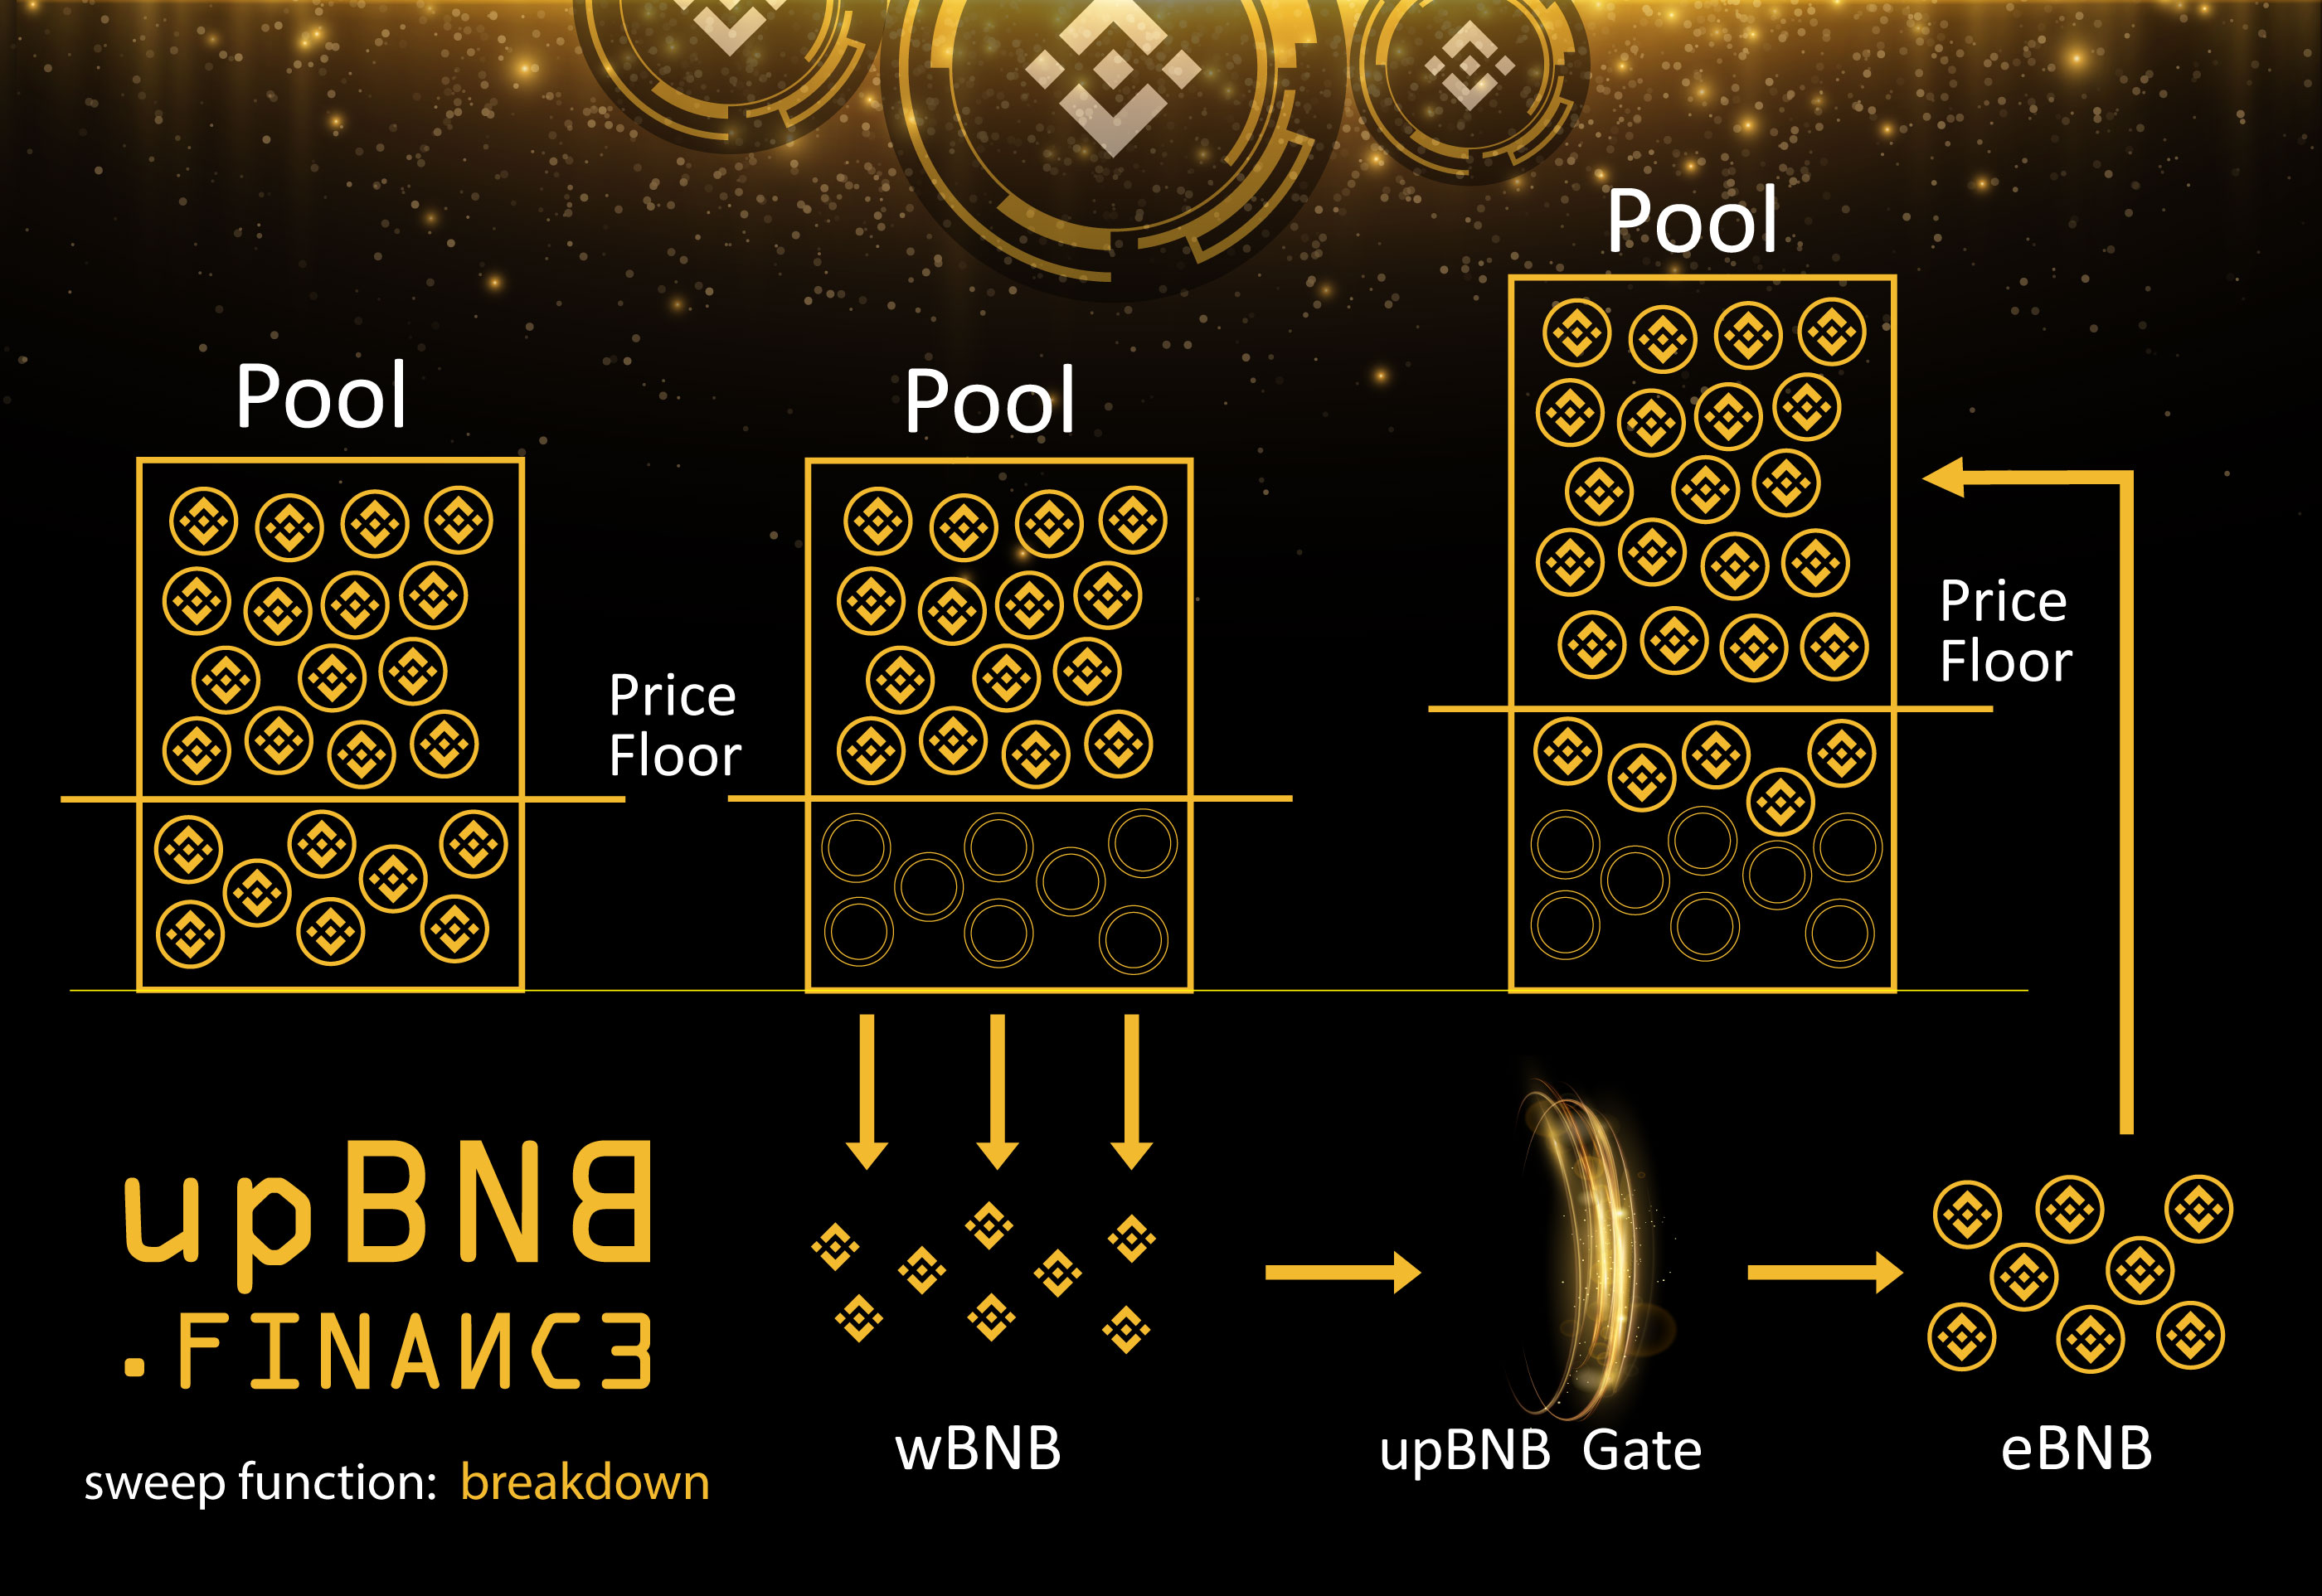 Pool
Pool
Pool
Price
Floor
Price
Floor
upBNB
.FINANC3
sweep function: breakdown
wBNB
upBNB Gate
eBNB